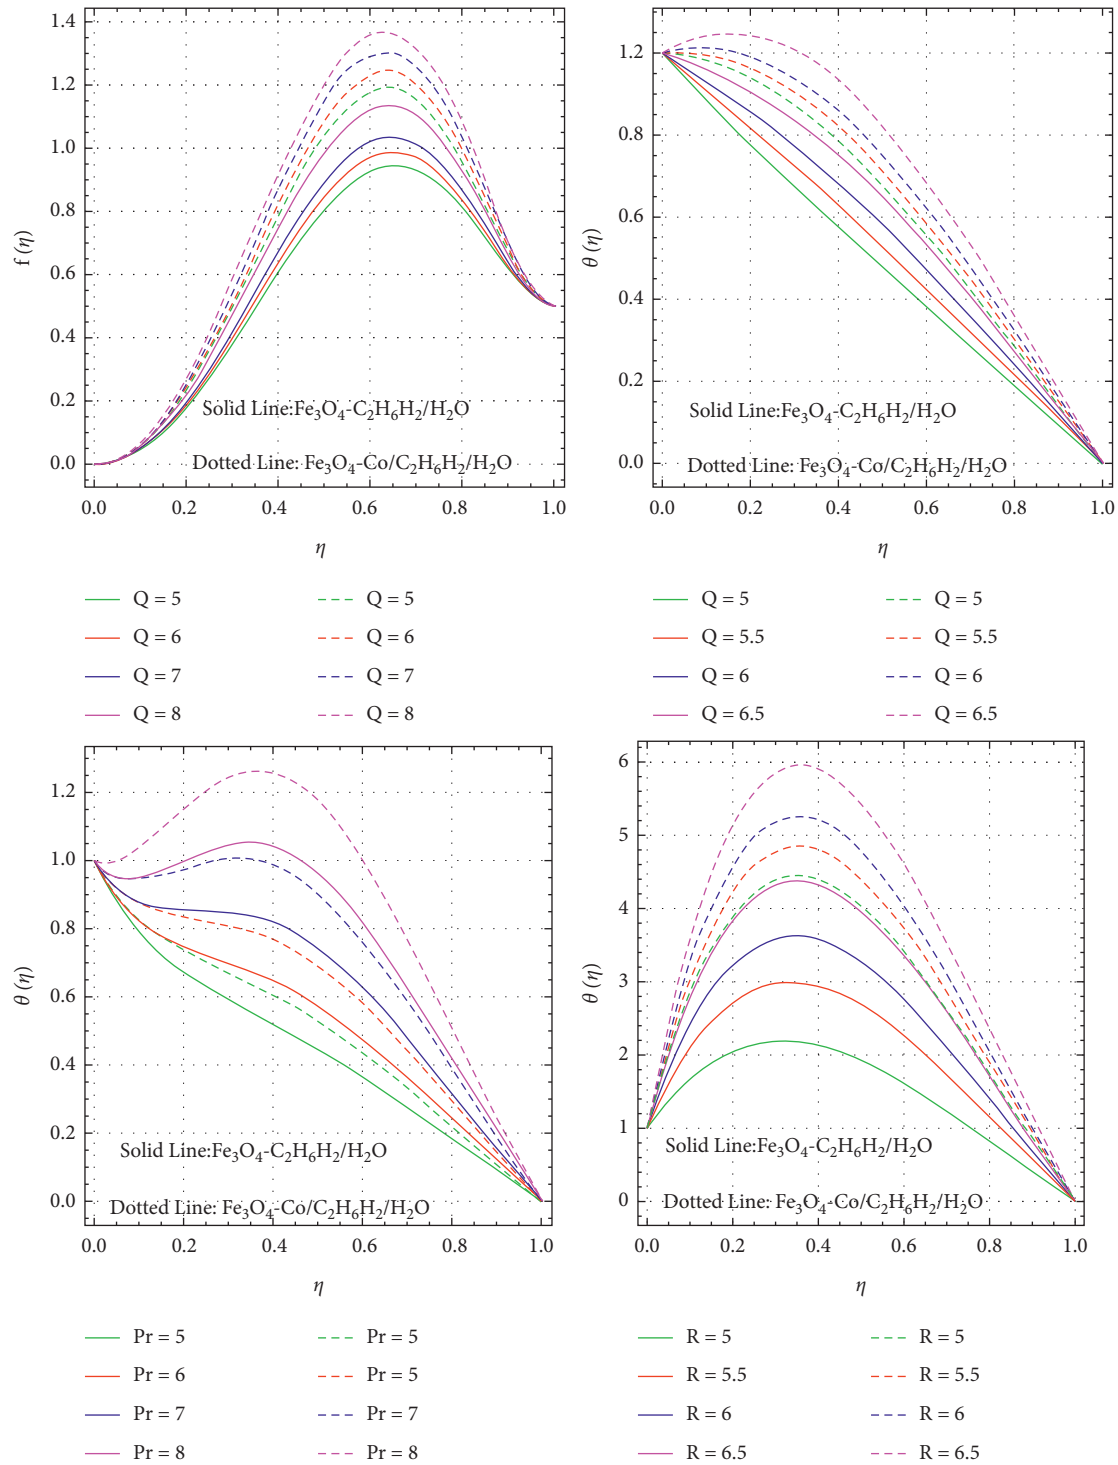 1.4
1.2
1.0
0.8
0.6
0.4
0.2
0.0
f (η)
Solid Line:Fe₃O₄-C₂H₆H₂/H₂O
Dotted Line: Fe₃O₄-Co/C₂H₆H₂/H₂O
0.0 0.2 0.4 0.6 0.8 1.0
η
Q = 5 Q = 5
Q = 6 Q = 6
Q = 7 Q = 7
Q = 8 Q = 8
1.2
0.8
0.6
0.4
0.2
0.0
θ (η)
Solid Line:Fe₃O₄-C₂H₆H₂/H₂O
Dotted Line: Fe₃O₄-Co/C₂H₆H₂/H₂O
0.0 0.2 0.4 0.6 0.8 1.0
η
Q = 5 Q = 5
Q = 5.5 Q = 5.5
Q = 6 Q = 6
Q = 6.5 Q = 6.5
1.2
1.0
0.8
0.6
0.4
0.2
0.0
θ (η)
Solid Line:Fe₃O₄-C₂H₆H₂/H₂O
Dotted Line: Fe₃O₄-Co/C₂H₆H₂/H₂O
0.0 0.2 0.4 0.6 0.8 1.0
η
Pr = 5 Pr = 5
Pr = 6 Pr = 5
Pr = 7 Pr = 7
Pr = 8 Pr = 8
6
5
4
3
2
1
0
θ (η)
Solid Line:Fe₃O₄-C₂H₆H₂/H₂O
Dotted Line: Fe₃O₄-Co/C₂H₆H₂/H₂O
0.0 0.2 0.4 0.6 0.8 1.0
η
R = 5 R = 5
R = 5.5 R = 5.5
R = 6 R = 6
R = 6.5 R = 6.5